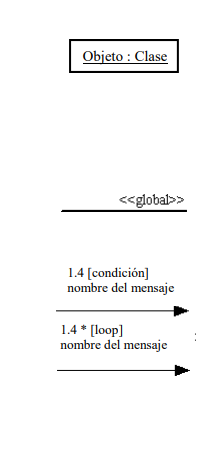 Objeto : Clase
<<global>>
1.4 [condición]
nombre del mensaje
1.4 * [loop]
nombre del mensaje